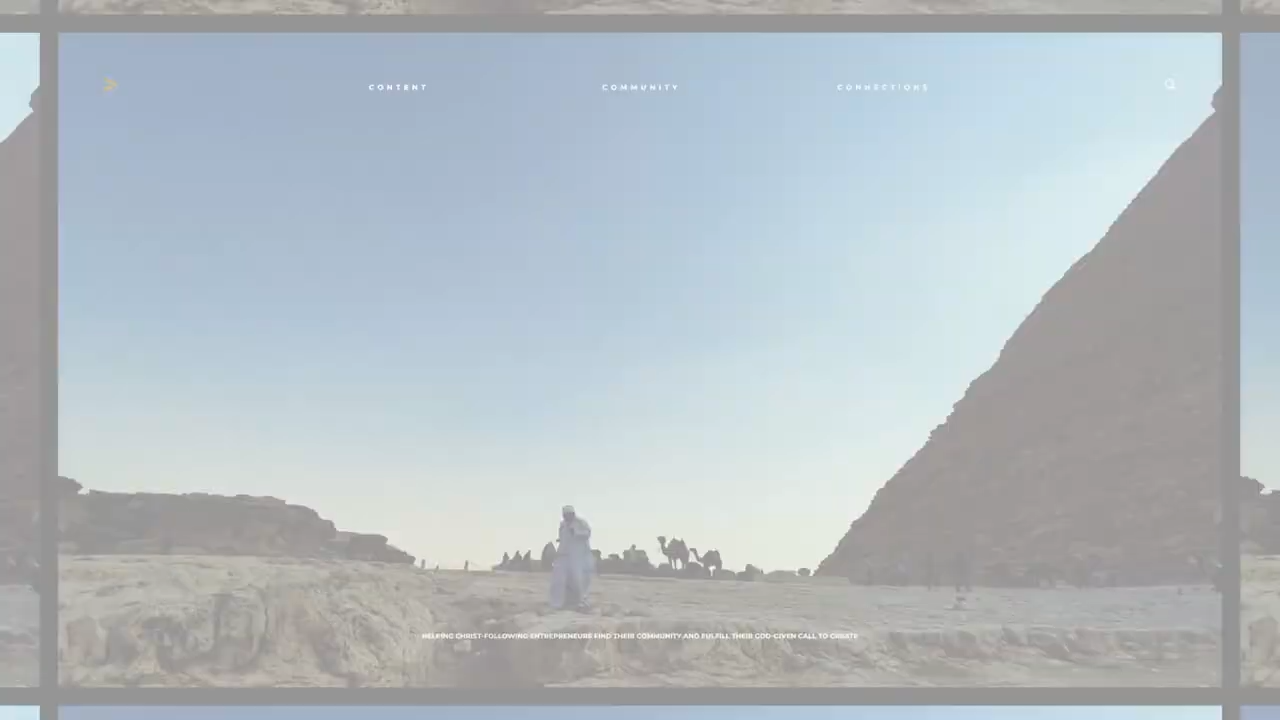 CONTENT COMMUNITY CONNECTIONS
HELPING CHRIST-FOLLOWING ENTREPRENEURS FIND THEIR COMMUNITY AND FULFILL THEIR GOD-GIVEN CALL TO CREATE